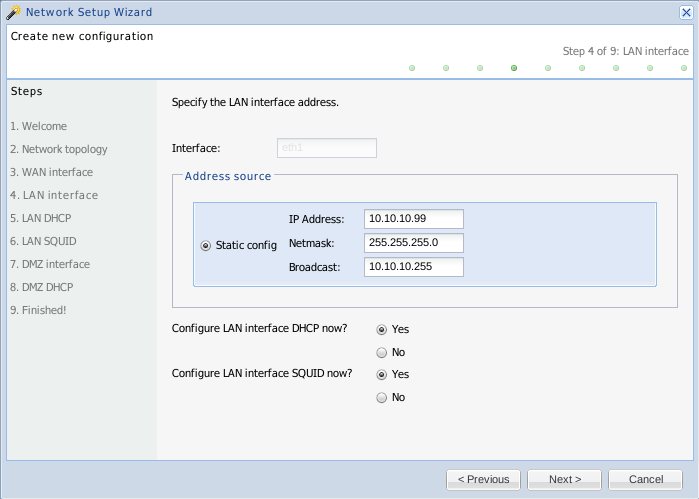 Network Setup Wizard
Create new configuration
Step 4 of 9: LAN interface
Steps
1. Welcome
2. Network topology
3. WAN interface
4. LAN interface
5. LAN DHCP
6. LAN SQUID
7. DMZ interface
8. DMZ DHCP
9. Finished!
Specify the LAN interface address.
Interface: eth1
Address source
Static config
IP Address: 10.10.10.99
Netmask: 255.255.255.0
Broadcast: 10.10.10.255
Configure LAN interface DHCP now? Yes
No
Configure LAN interface SQUID now? Yes
No
< Previous Next > Cancel